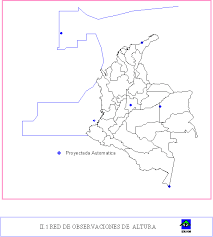 Proyectada Automatica
II.1 RED DE OBSERVACIONES DE ALTURA